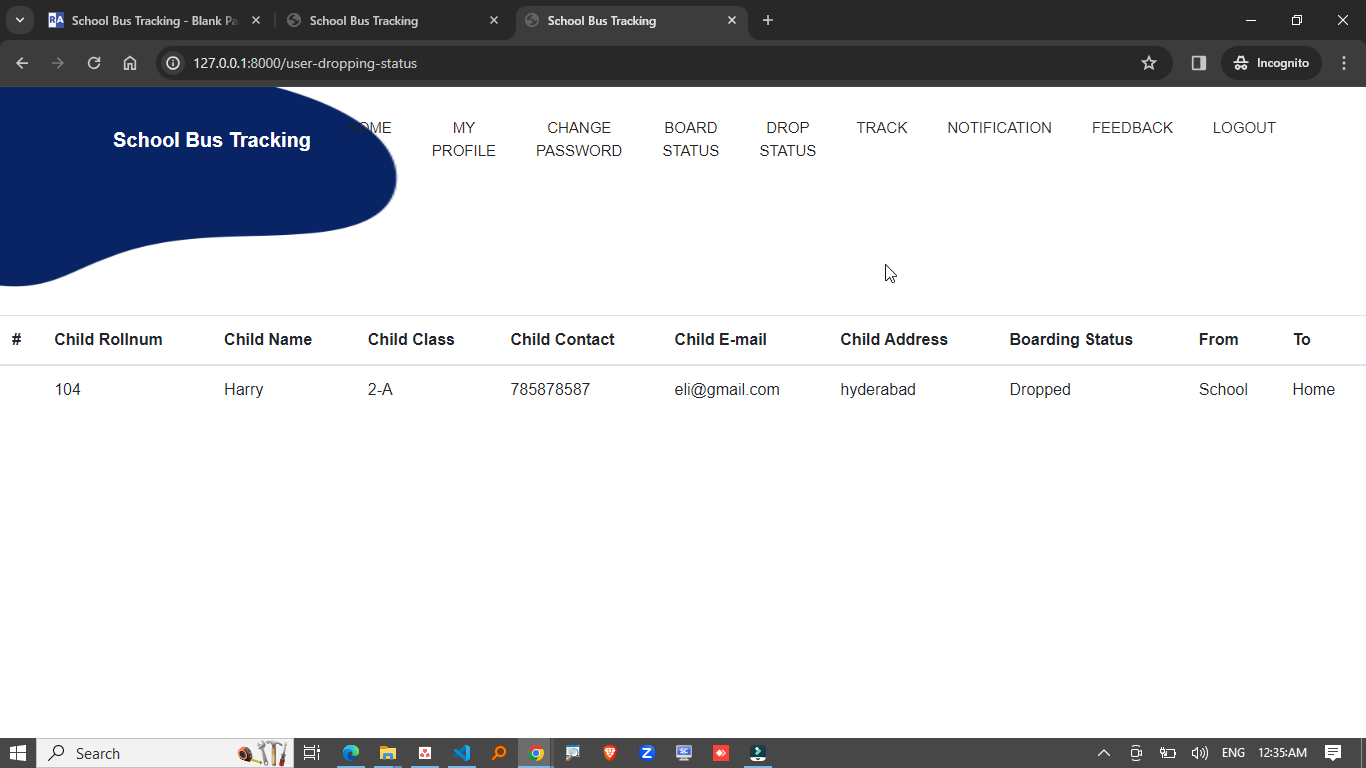 School Bus Tracking - Blank Pa
School Bus Tracking
School Bus Tracking
127.0.0.1:8000/user-dropping-status
Incognito
School Bus Tracking
HOME
MY PROFILE
CHANGE PASSWORD
BOARD STATUS
DROP STATUS
TRACK
NOTIFICATION
FEEDBACK
LOGOUT
# Child Rollnum Child Name Child Class Child Contact Child E-mail Child Address Boarding Status From To
104 Harry 2-A 785878587 eli@gmail.com hyderabad Dropped School Home
Search
ENG
12:35AM